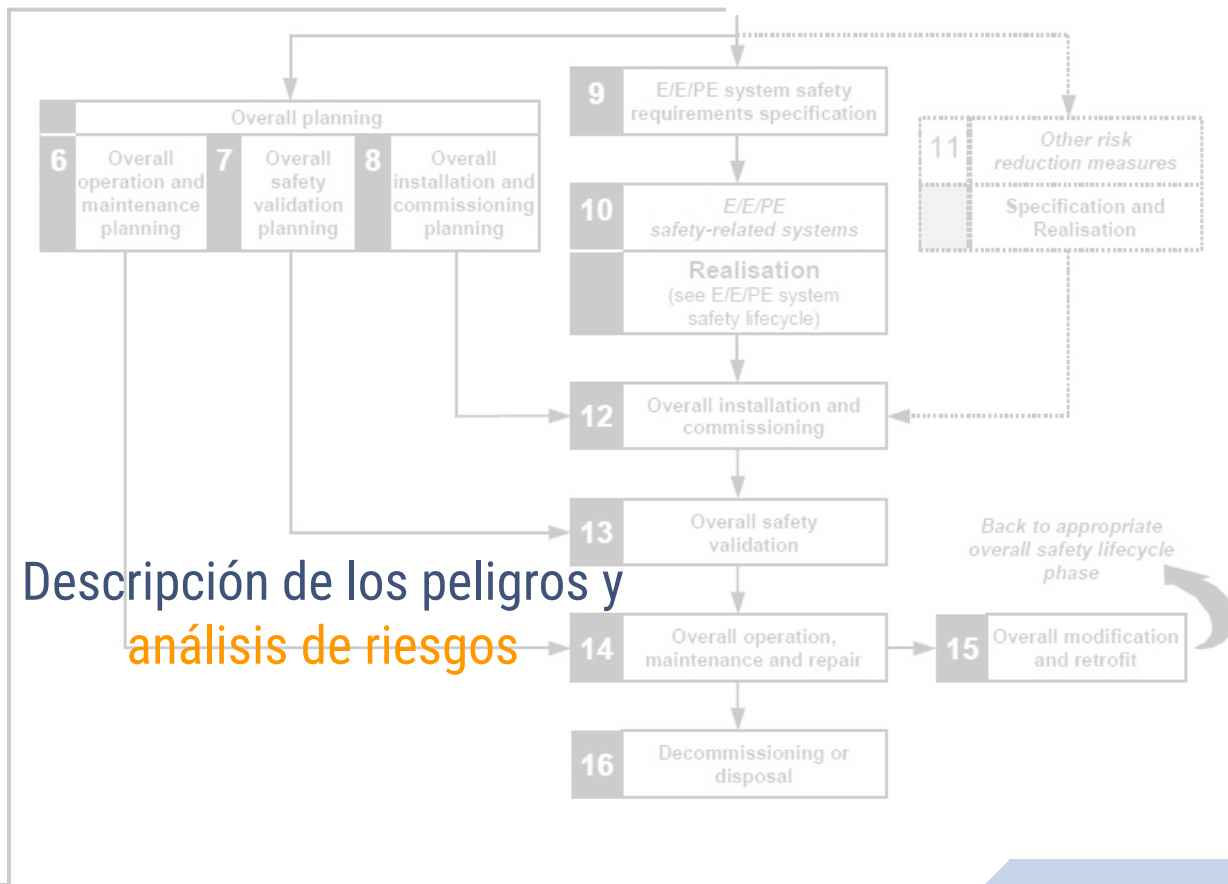 9
E/E/PE system safety
requirements specification
Overall planning
6
Overall
operation and
maintenance
planning
7
Overall
safety
validation
planning
8
Overall
installation and
commissioning
planning
11
Other risk
reduction measures
Specification and
Realisation
10
E/E/PE
safety-related systems
Realisation
(see E/E/PE system
safety lifecycle)
12
Overall installation and
commissioning
13
Overall safety
validation
Back to appropriate
overall safety lifecycle
phase
Descripción de los peligros y
análisis de riesgos
14
Overall operation,
maintenance and repair
15
Overall modification
and retrofit
16
Decommissioning or
disposal